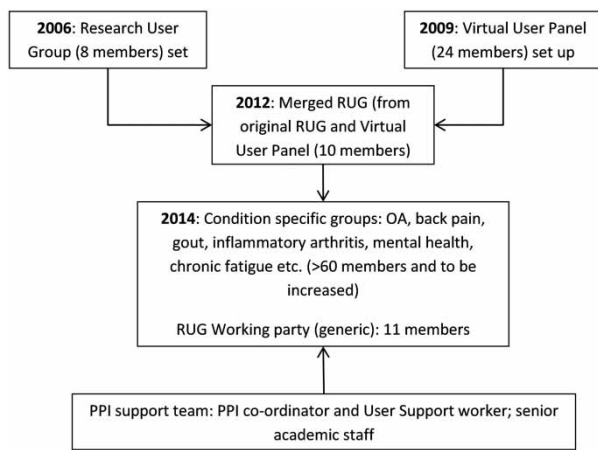 2006: Research User
Group (8 members) set
2009: Virtual User Panel
(24 members) set up
2012: Merged RUG (from
original RUG and Virtual
User Panel (10 members)
2014: Condition specific groups: OA, back pain,
gout, inflammatory arthritis, mental health,
chronic fatigue etc. (>60 members and to be
increased)
RUG Working party (generic): 11 members
PPI support team: PPI co-ordinator and User Support worker; senior
academic staff